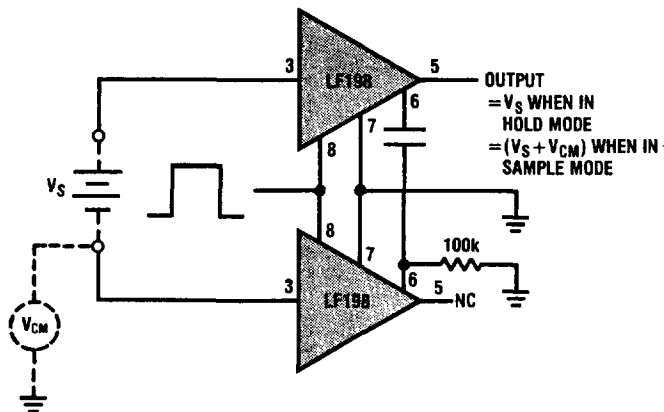 3
LF198
5
OUTPUT
= VS WHEN IN
HOLD MODE
= (VS + VCM) WHEN IN
SAMPLE MODE
6
7
8
VS
8
7
100k
6
5
NC
3
LF198
VCM